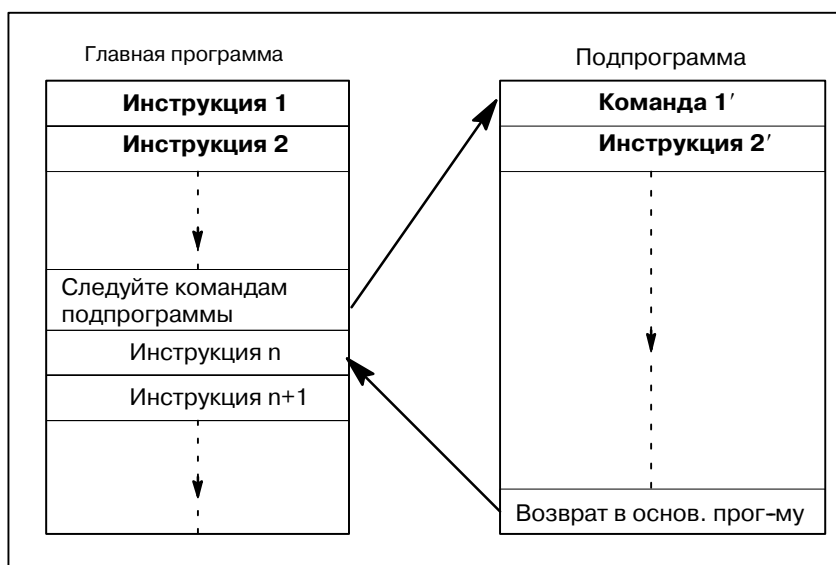 Главная программа
Инструкция 1
Инструкция 2
Следуйте командам
подпрограммы
Инструкция n
Инструкция n+1
Подпрограмма
Команда 1′
Инструкция 2′
Возврат в основ. прог-му